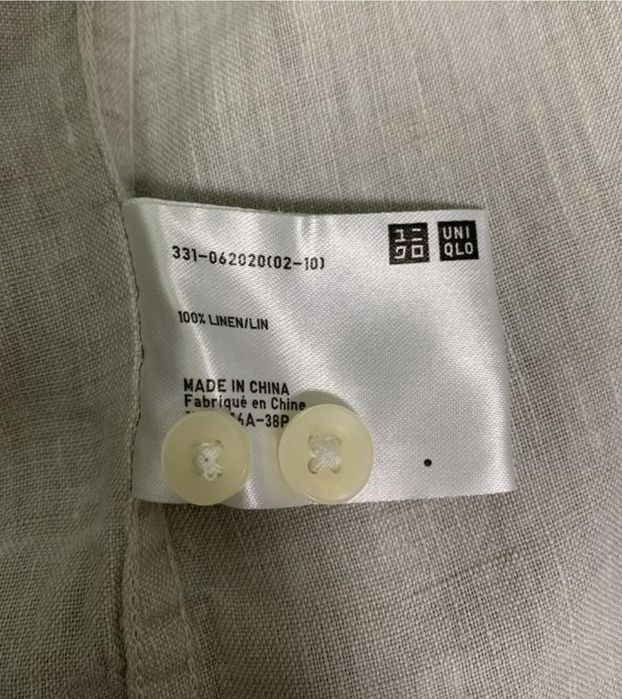 ユニ
クロ
UNI
QLO
331-062020(02-10)
100% LINEN/LIN
MADE IN CHINA
Fabriqué en Chine